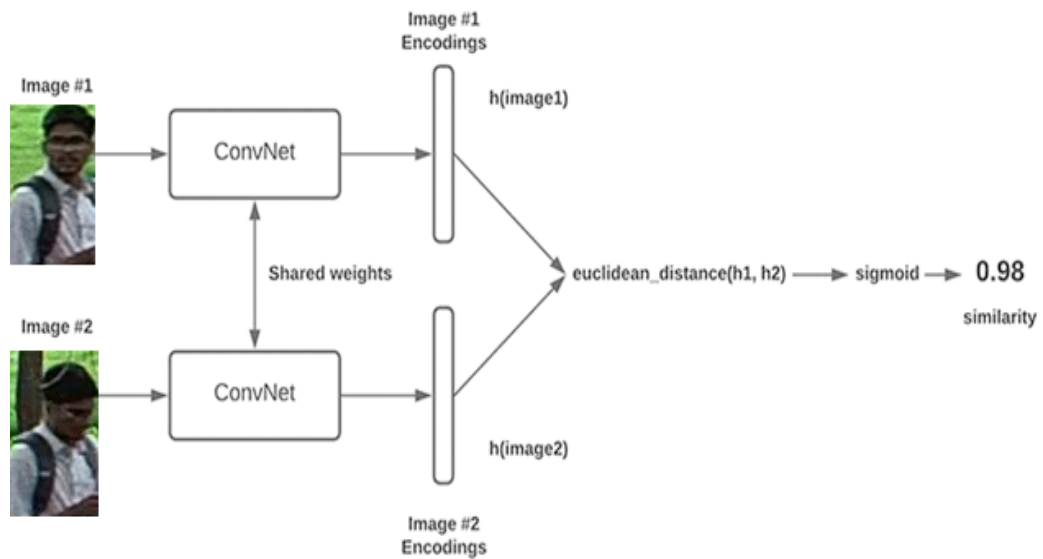 Image #1
Encodings
Image #1
h(image1)
ConvNet
Shared weights
euclidean_distance(h1, h2)
sigmoid
0.98
similarity
Image #2
ConvNet
h(image2)
Image #2
Encodings